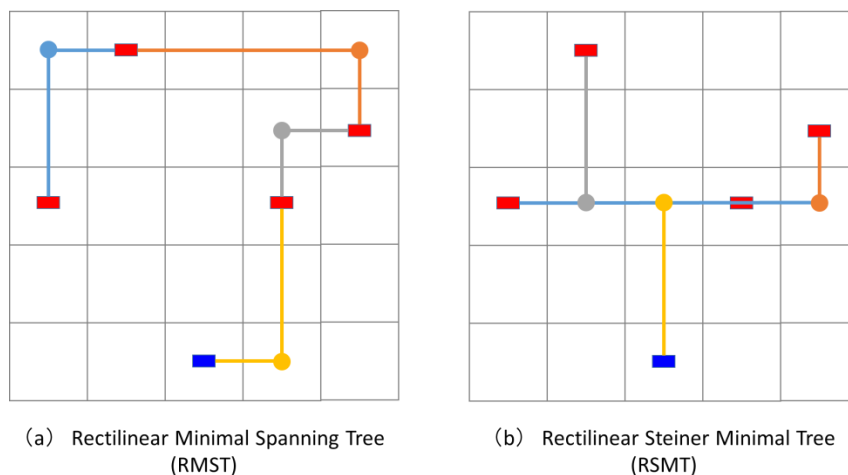 （a） Rectilinear Minimal Spanning Tree
(RMST)
（b） Rectilinear Steiner Minimal Tree
(RSMT)